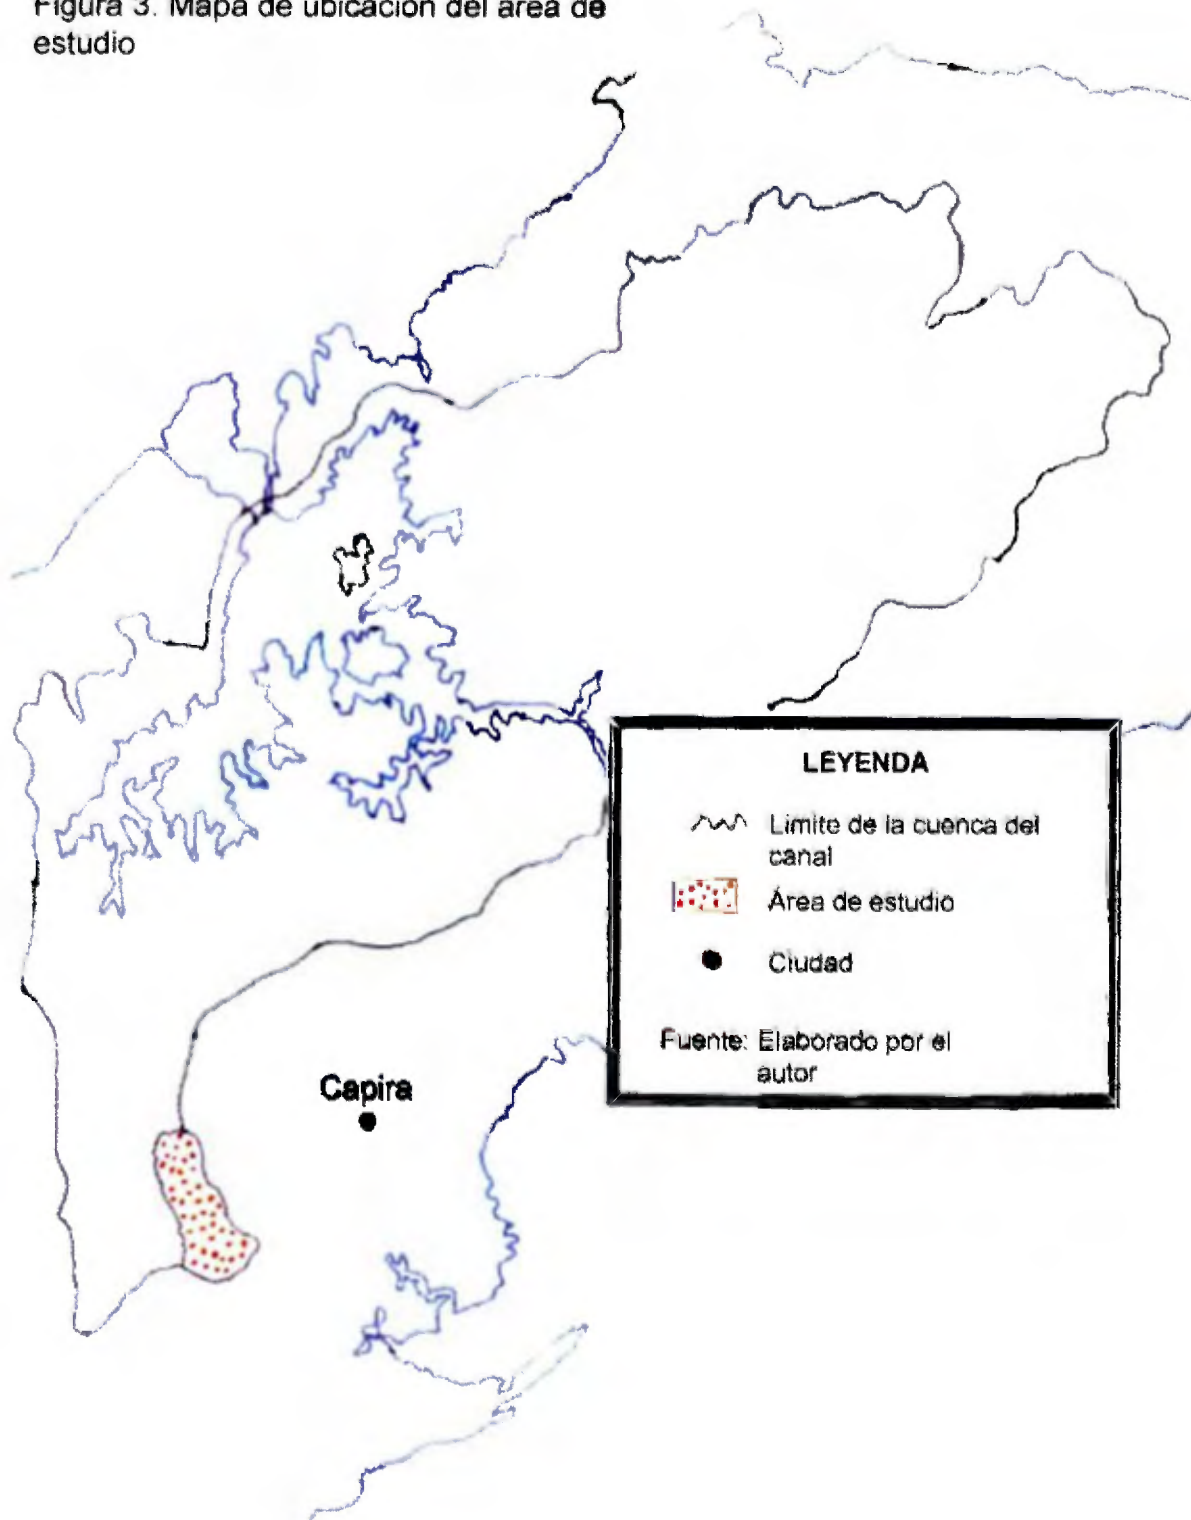 Figura 3. Mapa de ubicación del área de
estudio
LEYENDA
Límite de la cuenca del
canal
Área de estudio
Ciudad
Fuente: Elaborado por el
autor
Capira